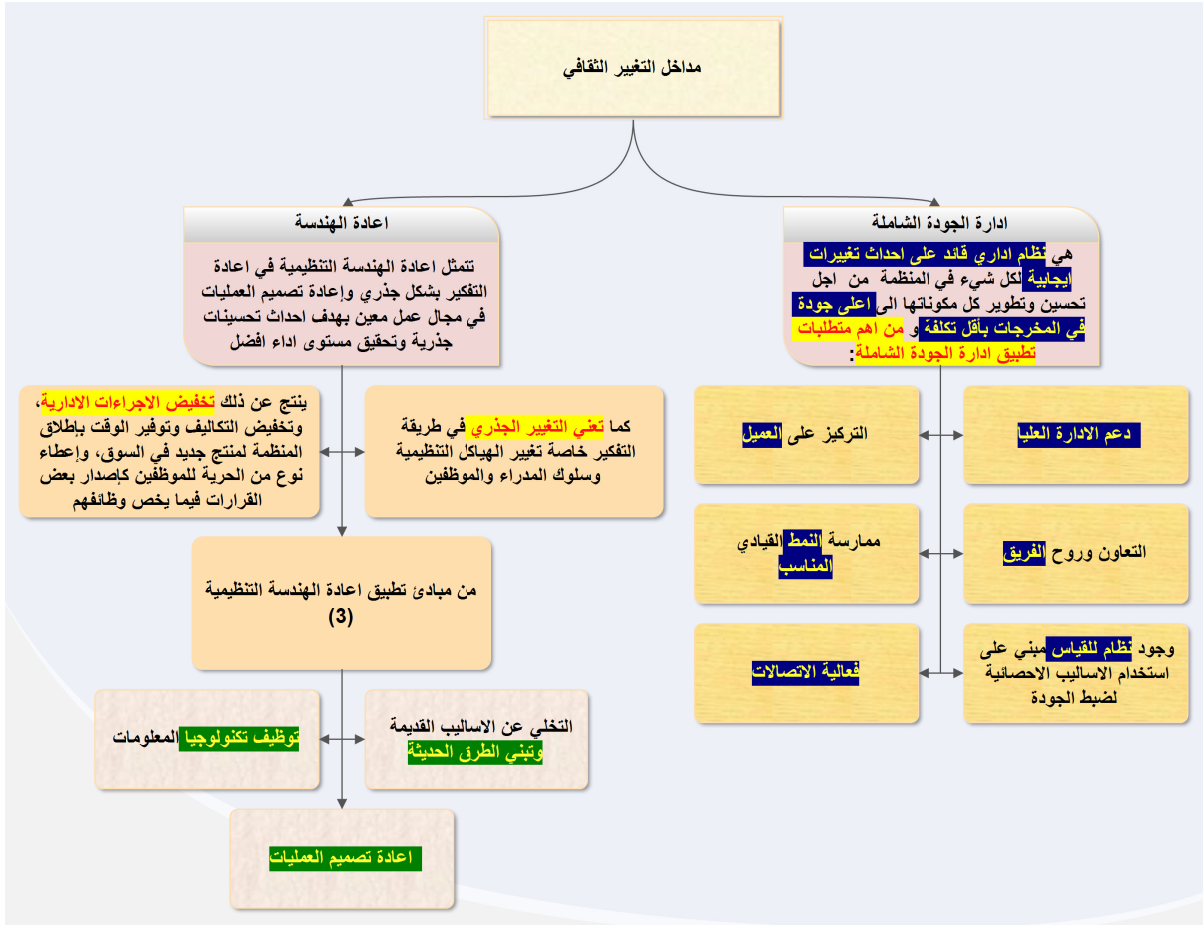 مداخل التغيير الثقافي
ادارة الجودة الشاملة
هي نظام اداري قائد على احداث تغييرات
ايجابية لكل شيء في المنظمة من اجل
تحسين وتطوير كل مكوناتها الى اعلى جودة
في المخرجات بأقل تكلفة و من اهم متطلبات
تطبيق ادارة الجودة الشاملة:
دعم الادارة العليا
التركيز على العميل
التعاون وروح الفريق
ممارسة النمط القيادي
المناسب
وجود نظام للقياس مبني على
استخدام الاساليب الاحصائية
لضبط الجودة
فعالية الاتصالات
اعادة الهندسة
تتمثل اعادة الهندسة التنظيمية في اعادة
التفكير بشكل جذري وإعادة تصميم العمليات
في مجال عمل معين بهدف احداث تحسينات
جذرية وتحقيق مستوى اداء افضل
كما تعني التغيير الجذري في طريقة
التفكير خاصة تغيير الهياكل التنظيمية
وسلوك المدراء والموظفين
ينتج عن ذلك تخفيض الاجراءات الادارية،
وتخفيض التكاليف وتوفير الوقت بإطلاق
المنظمة لمنتج جديد في السوق، وإعطاء
نوع من الحرية للموظفين كإصدار بعض
القرارات فيما يخص وظائفهم
من مبادئ تطبيق اعادة الهندسة التنظيمية
(3)
التخلي عن الاساليب القديمة
وتبني الطرق الحديثة
توظيف تكنولوجيا المعلومات
اعادة تصميم العمليات